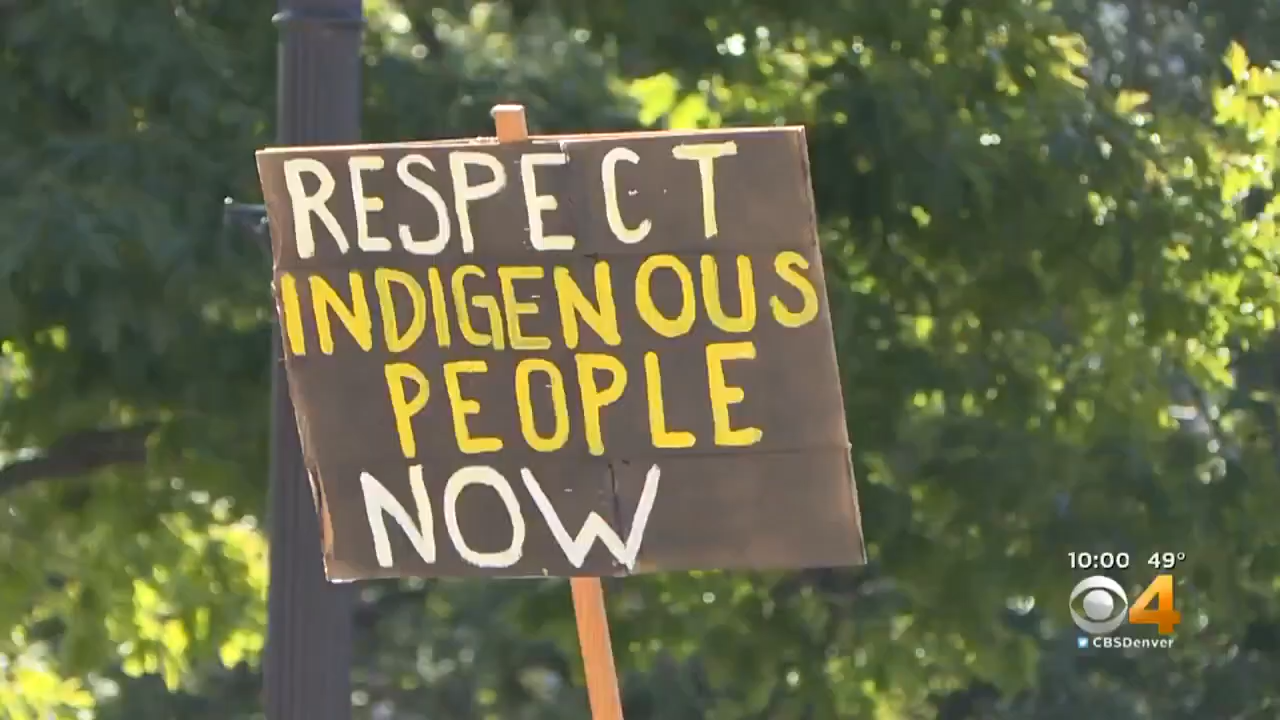 RESPECT
INDIGENOUS
PEOPLE
NOW
10:00 49°
4
CBSDenver